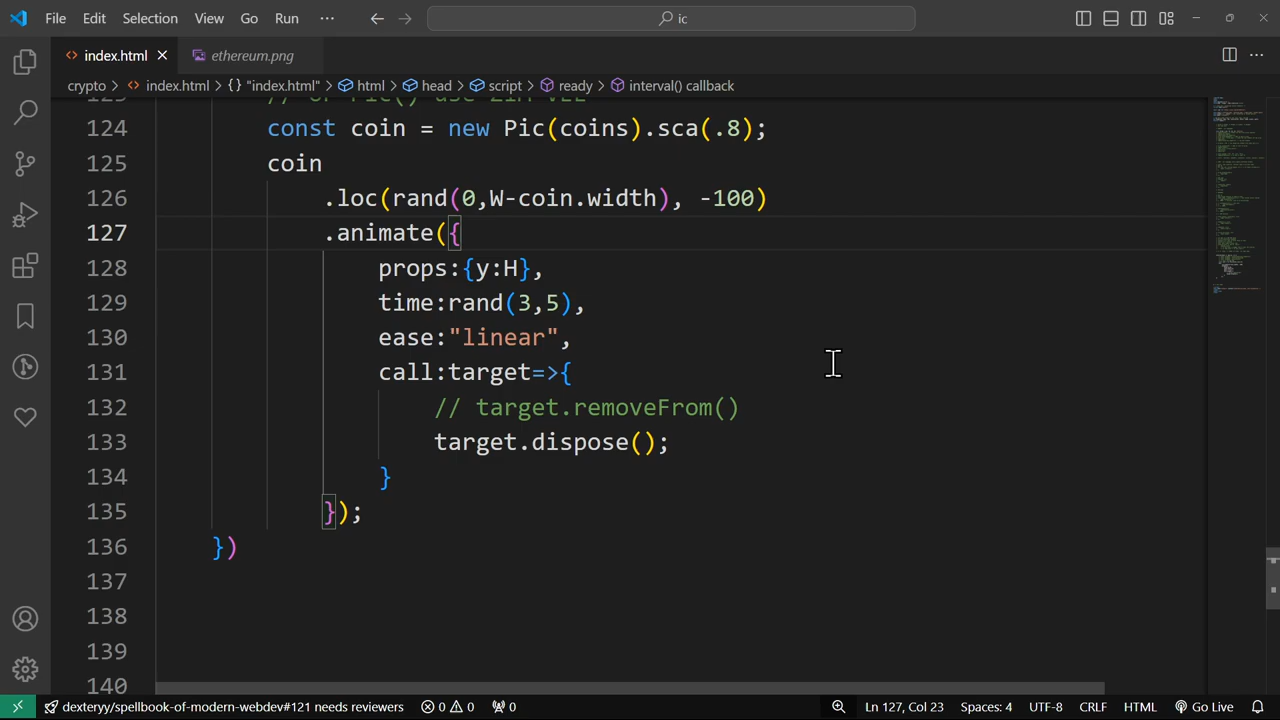 File Edit Selection View Go Run ··· ic
index.html ethereum.png
crypto > index.html > {} "index.html" > html > head > script > ready > interval() callback
124 const coin = new Pic(coins).sca(.8);
125 coin
126 .loc(rand(0,W-coin.width), -100)
127 .animate({
128 props:{y:H},
129 time:rand(3,5),
130 ease:"linear",
131 call:target=>{
132 // target.removeFrom()
133 target.dispose();
134 }
135 });
136 })
137
138
139
140
dexteryy/spellbook-of-modern-webdev#121 needs reviewers 0 0 0 Ln 127, Col 23 Spaces: 4 UTF-8 CRLF HTML Go Live